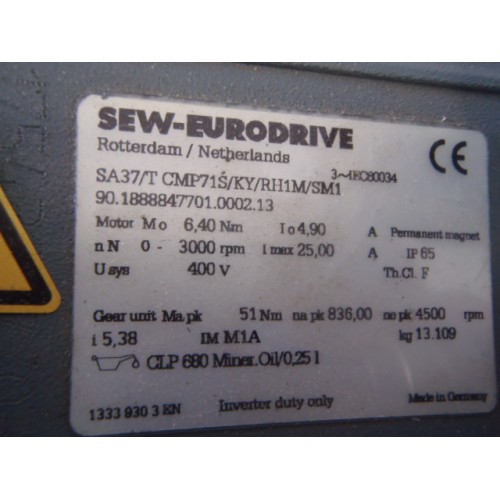 SEW-EURODRIVE
Rotterdam / Netherlands
CE
SA37/T CMP71S/KY/RH1M/SM1 3~IEC60034
90.1888847701.0002.13
Motor Mo 6,40 Nm Io 4,90 A Permanent magnet
n N 0 - 3000 rpm I max 25,00 A IP 65
U sys 400 V Th.Cl. F
Gear unit Ma pk 51 Nm na pk 836,00 ne pk 4500 rpm
i 5,38 IM M1A kg 13.109
CLP 680 Miner.Oil/0,25 l
1333 930 3 EN Inverter duty only Made in Germany